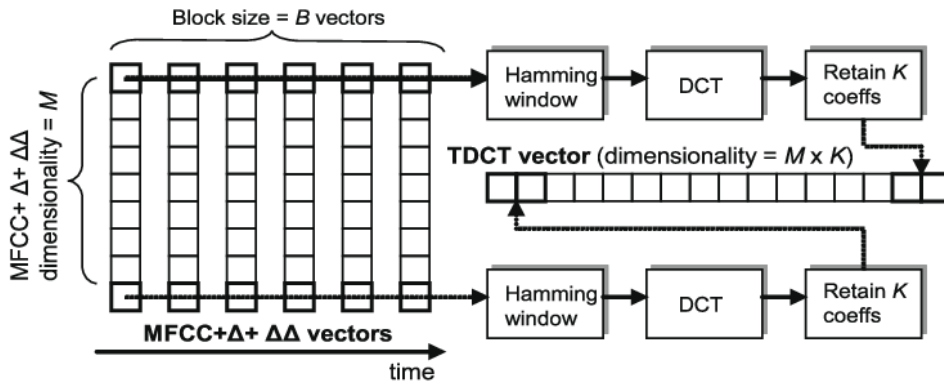 Block size = B vectors
MFCC+ Δ+ ΔΔ
dimensionality = M
Hamming
window
DCT
Retain K
coeffs
TDCT vector (dimensionality = M x K)
Hamming
window
DCT
Retain K
coeffs
MFCC+Δ+ ΔΔ vectors
time